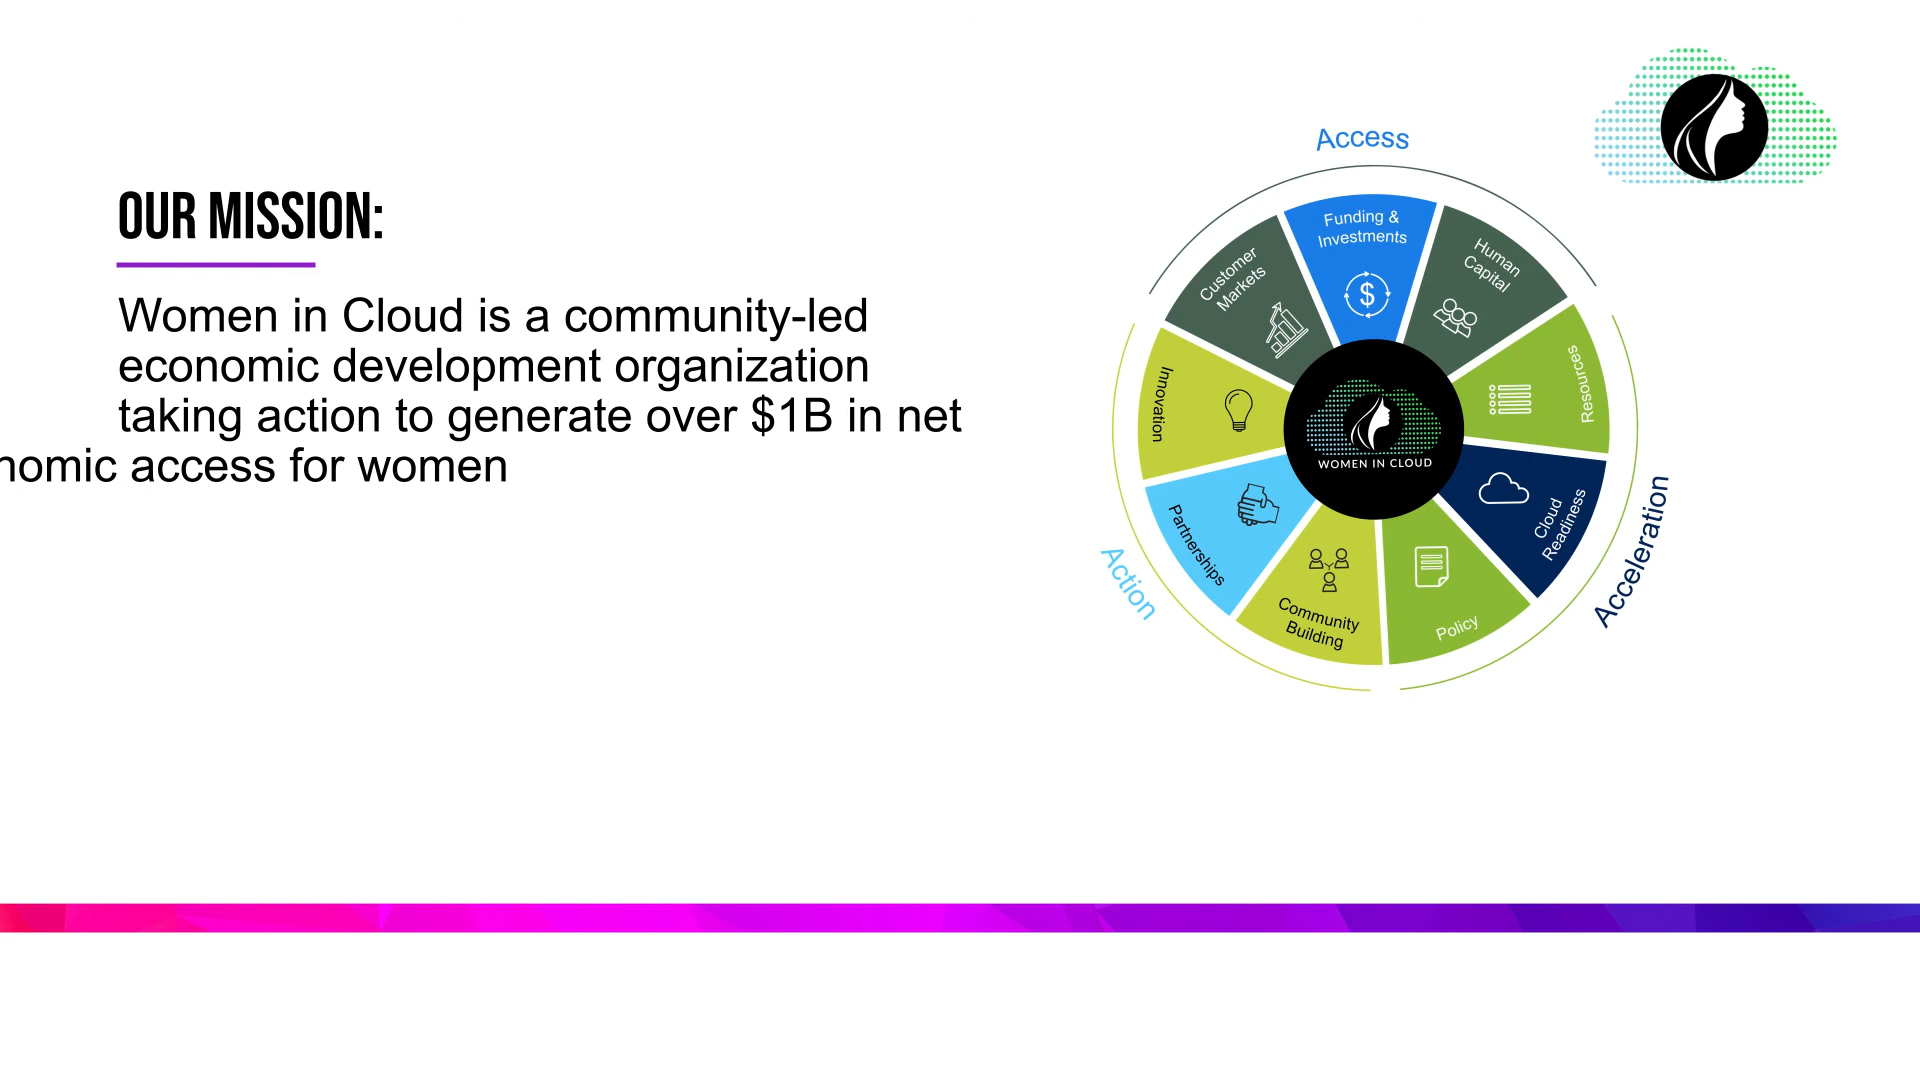 OUR MISSION:
Women in Cloud is a community-led
economic development organization
taking action to generate over $1B in net
nomic access for women
Access
Funding &
Investments
Human
Capital
Customer
Markets
Resources
Innovation
WOMEN IN CLOUD
Cloud
Readiness
Partnerships
Community
Building
Policy
Action
Acceleration